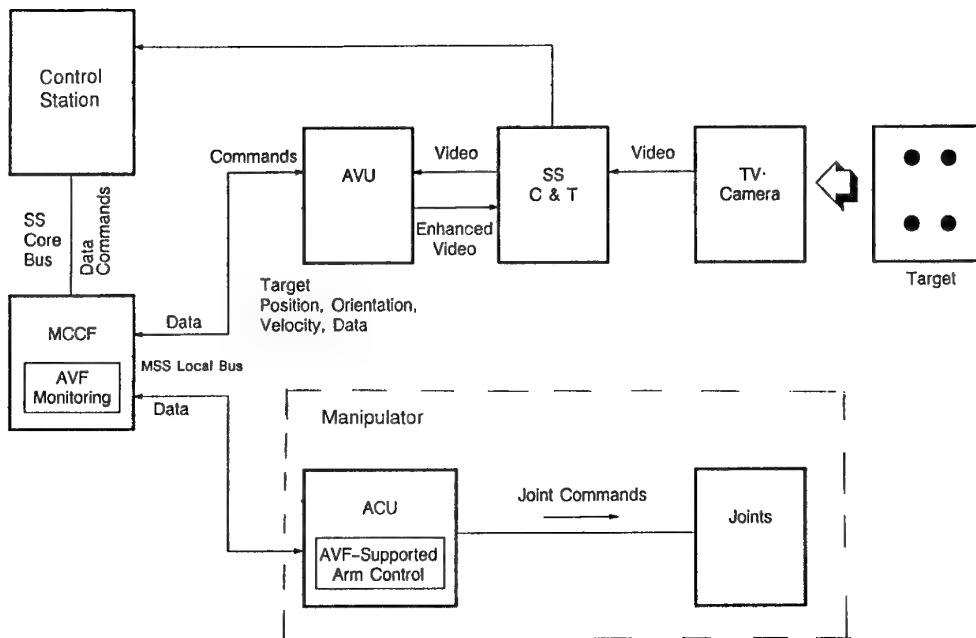 Control
Station
Commands
Video
AVU
Enhanced
Video
SS
C & T
Video
TV·
Camera
Target
SS
Core
Bus
Data
Commands
Target
Position, Orientation,
Velocity, Data
MCCF
AVF
Monitoring
Data
MSS Local Bus
Data
Manipulator
ACU
AVF-Supported
Arm Control
Joint Commands
Joints